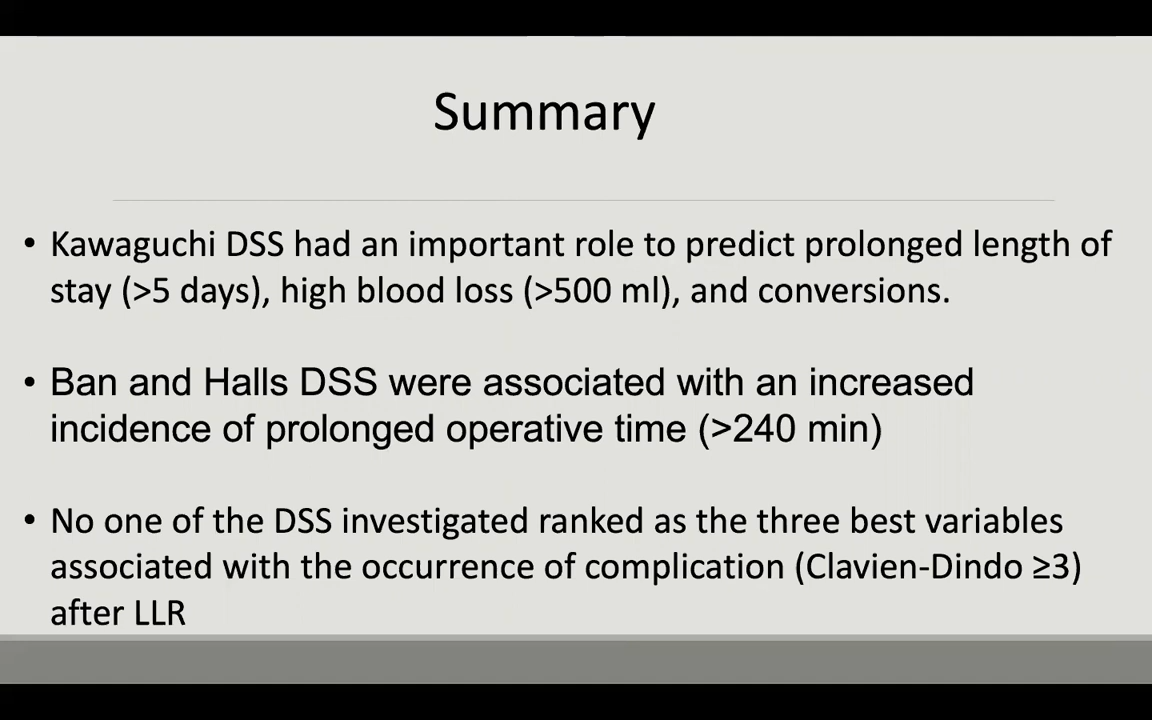 Summary
• Kawaguchi DSS had an important role to predict prolonged length of
stay (>5 days), high blood loss (>500 ml), and conversions.
• Ban and Halls DSS were associated with an increased
incidence of prolonged operative time (>240 min)
• No one of the DSS investigated ranked as the three best variables
associated with the occurrence of complication (Clavien-Dindo ≥3)
after LLR